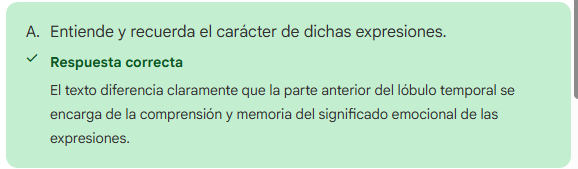 A. Entiende y recuerda el carácter de dichas expresiones.
Respuesta correcta
El texto diferencia claramente que la parte anterior del lóbulo temporal se
encarga de la comprensión y memoria del significado emocional de las
expresiones.